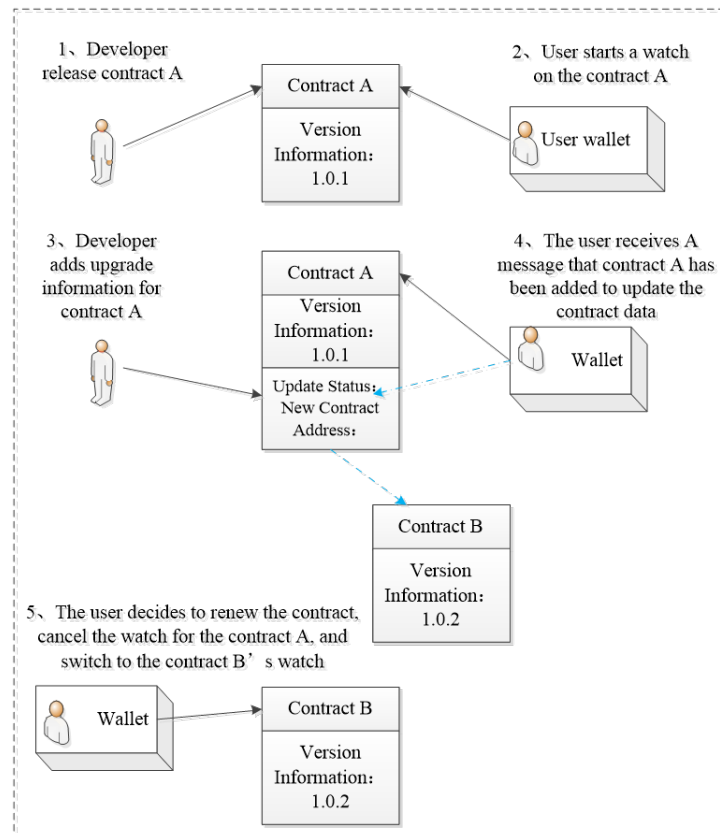 1、Developer
release contract A
Contract A
Version
Information：
1.0.1
2、User starts a watch
on the contract A
User wallet
3、Developer
adds upgrade
information for
contract A
Contract A
Version
Information：
1.0.1
Update Status：
New Contract
Address：
4、The user receives A
message that contract A has
been added to update the
contract data
Wallet
Contract B
Version
Information：
1.0.2
5、The user decides to renew the contract,
cancel the watch for the contract A, and
switch to the contract B’s watch
Wallet
Contract B
Version
Information：
1.0.2